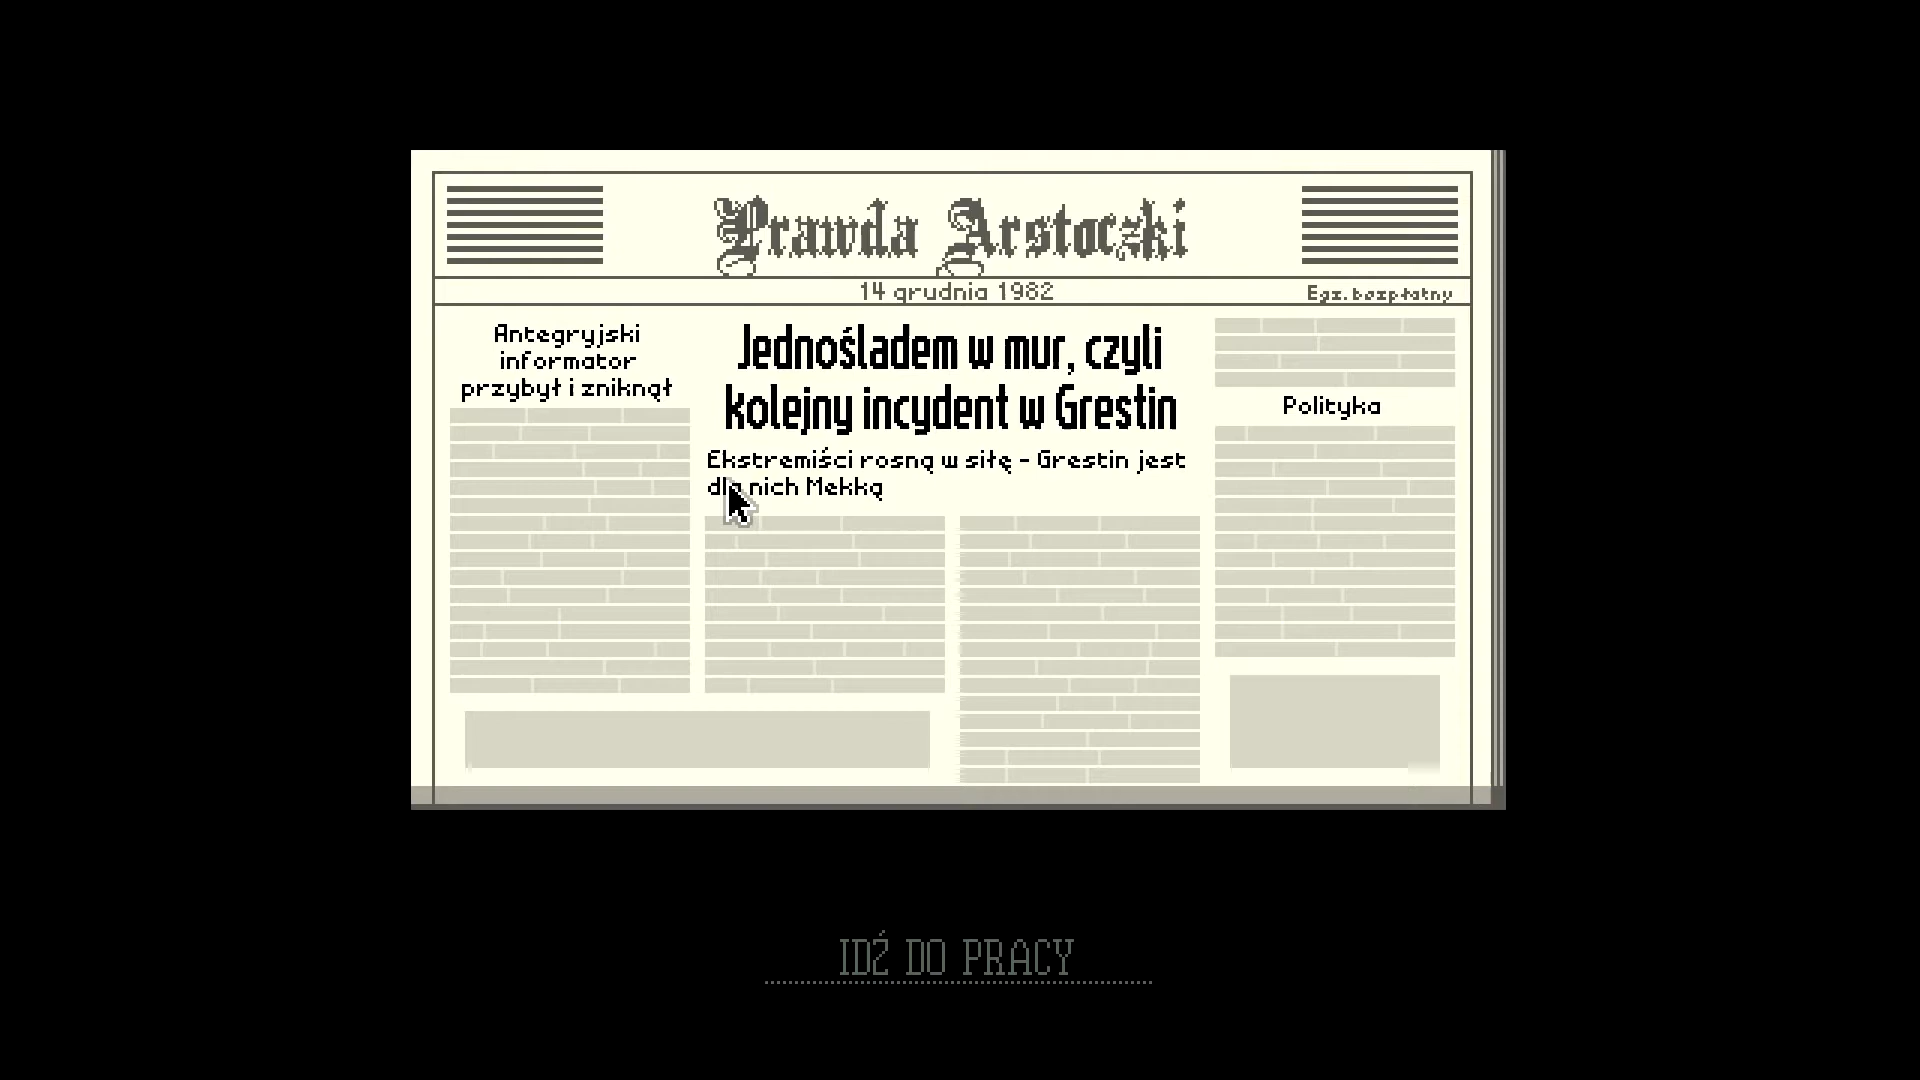 Prawda Arstoczki
14 grudnia 1982
Egz. bezpłatny
Antegryjski
informator
przybył i zniknął
Jednośladem w mur, czyli
kolejny incydent w Grestin
Ekstremiści rosną w siłę - Grestin jest
dla nich Mekką
Polityka
IDŹ DO PRACY